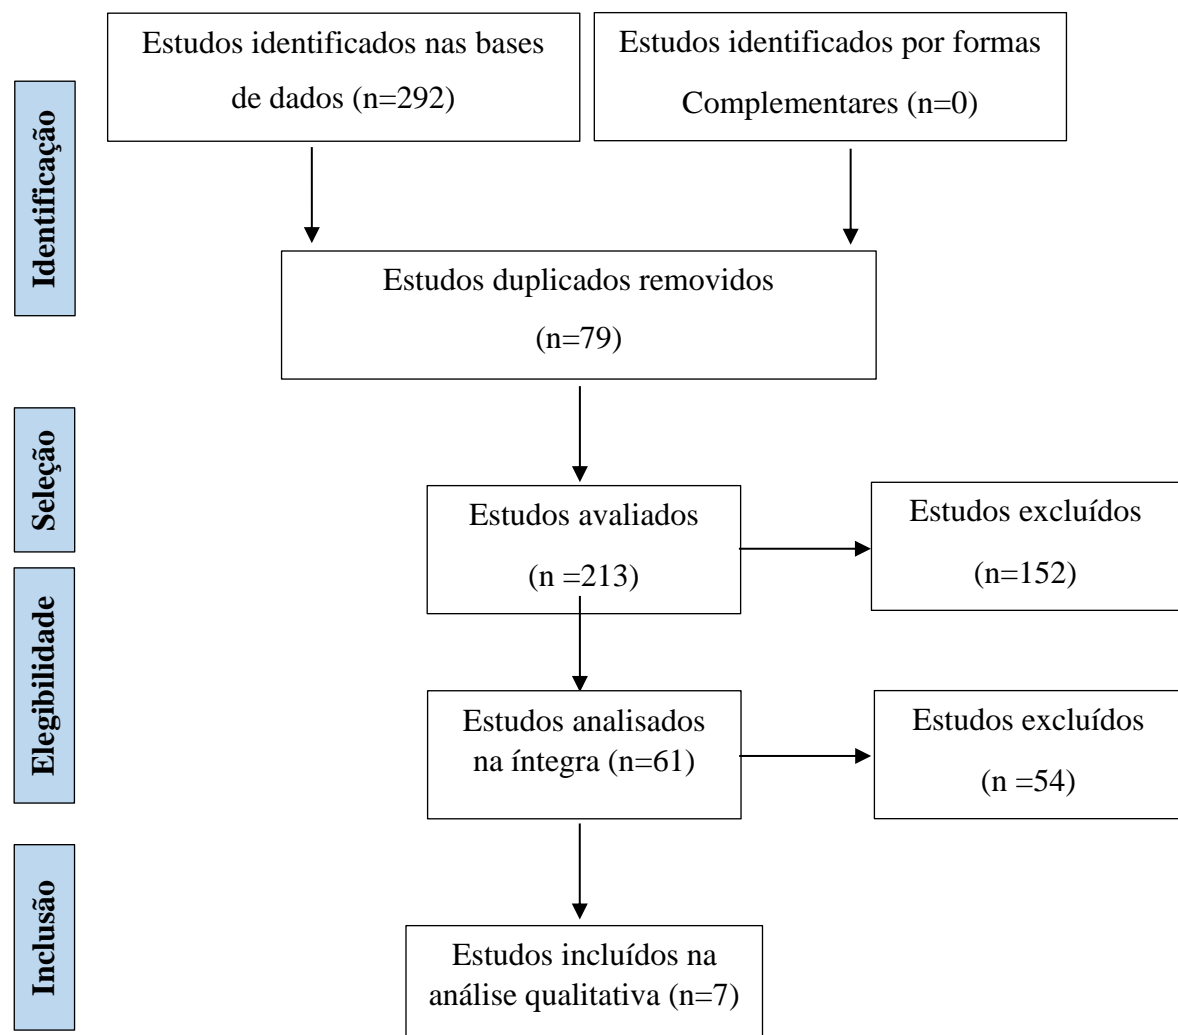 Estudos identificados nas bases
de dados (n=292)
Estudos identificados por formas
Complementares (n=0)
Identificação
Estudos duplicados removidos
(n=79)
Seleção
Estudos avaliados
(n =213)
Estudos excluídos
(n=152)
Elegibilidade
Estudos analisados
na íntegra (n=61)
Estudos excluídos
(n =54)
Inclusão
Estudos incluídos na
análise qualitativa (n=7)